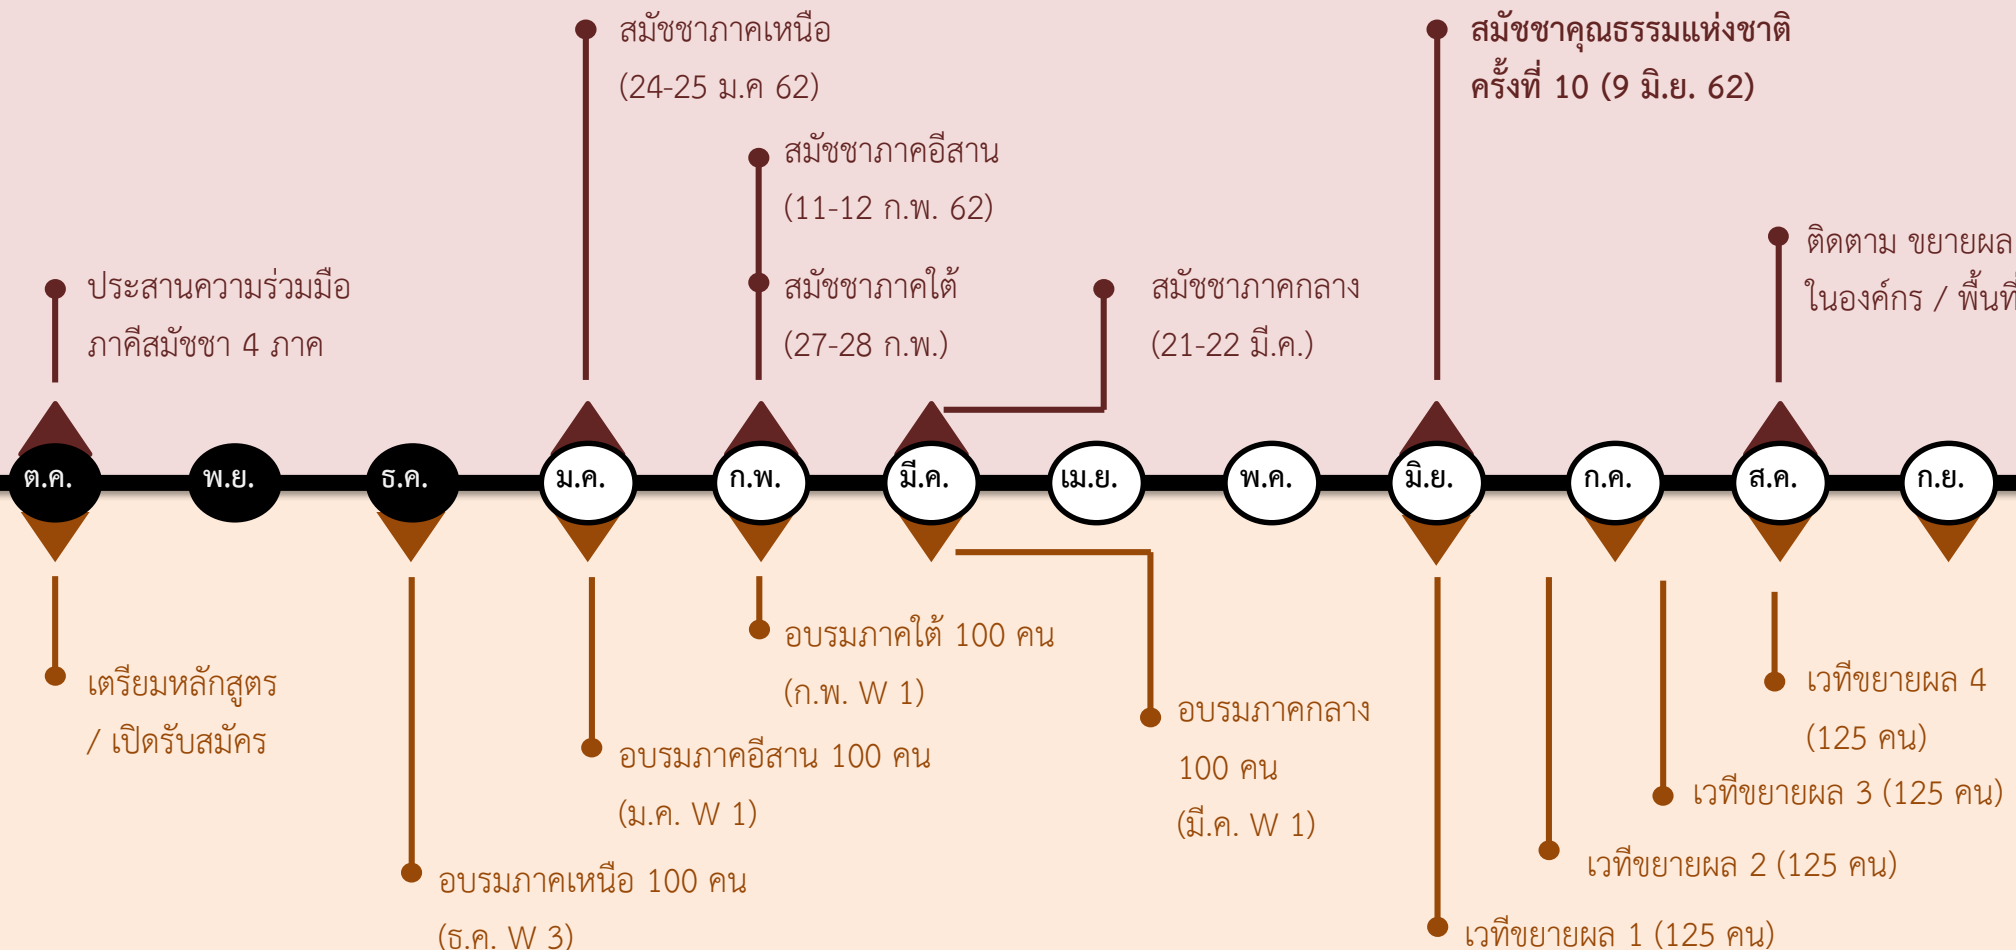 สมัชชาภาคเหนือ
(24-25 ม.ค 62)
สมัชชาคุณธรรมแห่งชาติ
ครั้งที่ 10 (9 มิ.ย. 62)
สมัชชาภาคอีสาน
(11-12 ก.พ. 62)
ติดตาม ขยายผล
ในองค์กร / พื้นที่
ประสานความร่วมมือ
ภาคีสมัชชา 4 ภาค
สมัชชาภาคใต้
(27-28 ก.พ.)
สมัชชาภาคกลาง
(21-22 มี.ค.)
ต.ค. พ.ย. ธ.ค. ม.ค. ก.พ. มี.ค. เม.ย. พ.ค. มิ.ย. ก.ค. ส.ค. ก.ย.
เตรียมหลักสูตร
/ เปิดรับสมัคร
อบรมภาคเหนือ 100 คน
(ธ.ค. W 3)
อบรมภาคอีสาน 100 คน
(ม.ค. W 1)
อบรมภาคใต้ 100 คน
(ก.พ. W 1)
อบรมภาคกลาง
100 คน
(มี.ค. W 1)
เวทีขยายผล 4
(125 คน)
เวทีขยายผล 3 (125 คน)
เวทีขยายผล 2 (125 คน)
เวทีขยายผล 1 (125 คน)